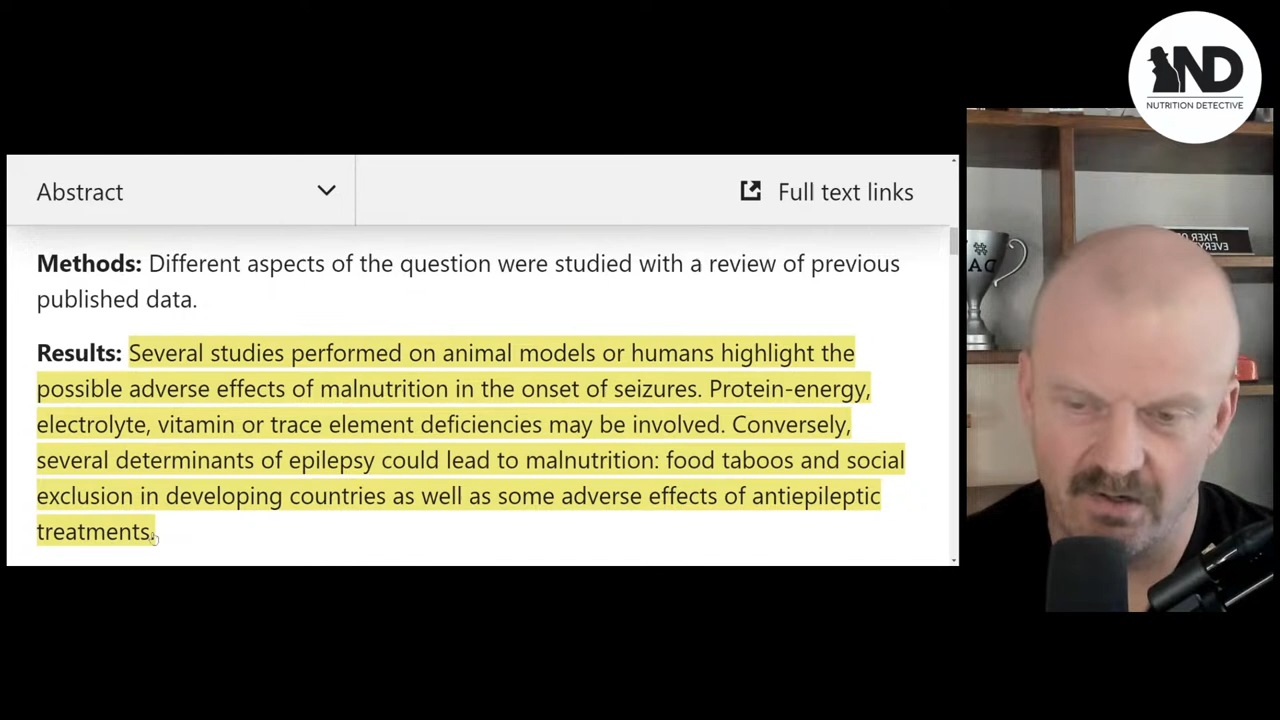 ND
NUTRITION DETECTIVE
Abstract
Full text links
Methods: Different aspects of the question were studied with a review of previous
published data.
Results: Several studies performed on animal models or humans highlight the
possible adverse effects of malnutrition in the onset of seizures. Protein-energy,
electrolyte, vitamin or trace element deficiencies may be involved. Conversely,
several determinants of epilepsy could lead to malnutrition: food taboos and social
exclusion in developing countries as well as some adverse effects of antiepileptic
treatments.
FIXER OF
EVERY